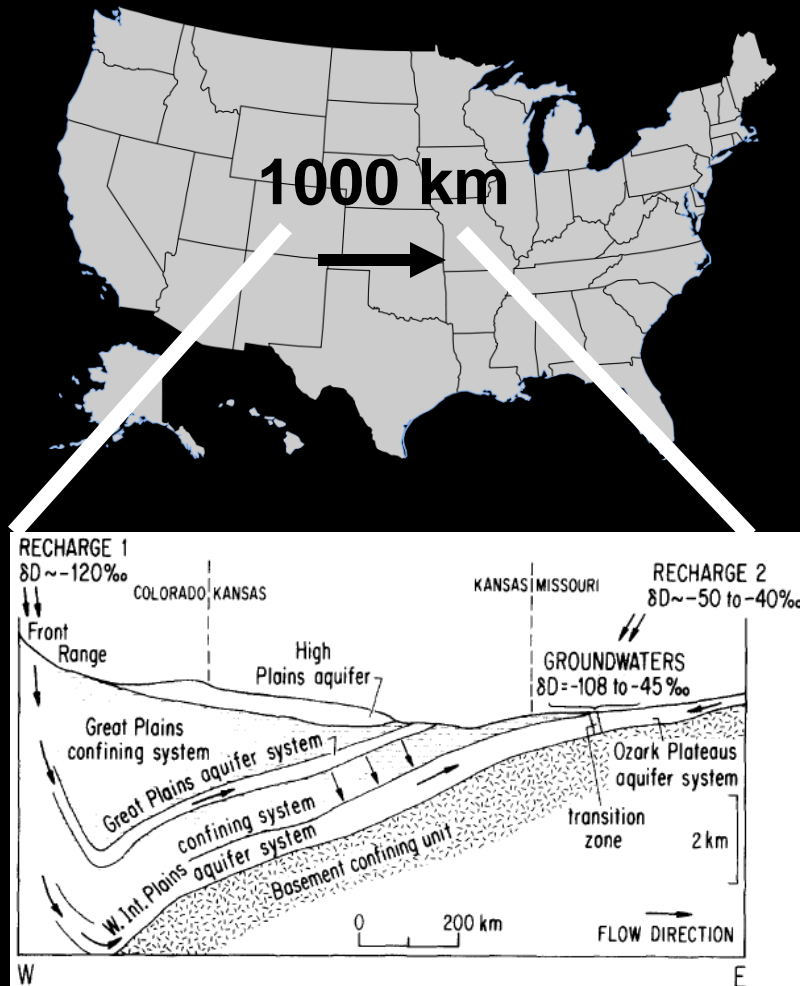 1000 km
RECHARGE 1
δD~-120‰
COLORADO
KANSAS
KANSAS
MISSOURI
RECHARGE 2
δD~-50 to -40‰
Front
Range
High
Plains aquifer
GROUNDWATERS
δD=-108 to -45‰
Great Plains
confining system
Great Plains aquifer system
Ozark Plateaus
aquifer system
confining system
transition
zone
2 km
W. Int. Plains
aquifer system
Basement confining unit
0
200 km
FLOW DIRECTION
W
E